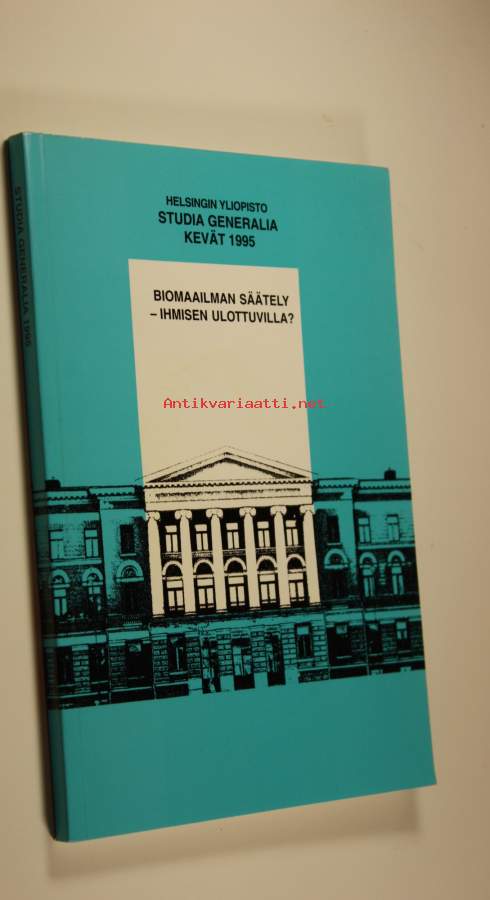 HELSINGIN YLIOPISTO
STUDIA GENERALIA
KEVÄT 1995
BIOMAAILMAN SÄÄTELY
– IHMISEN ULOTTUVILLA?
Antikvariaatti.net
STUDIA GENERALIA 1995